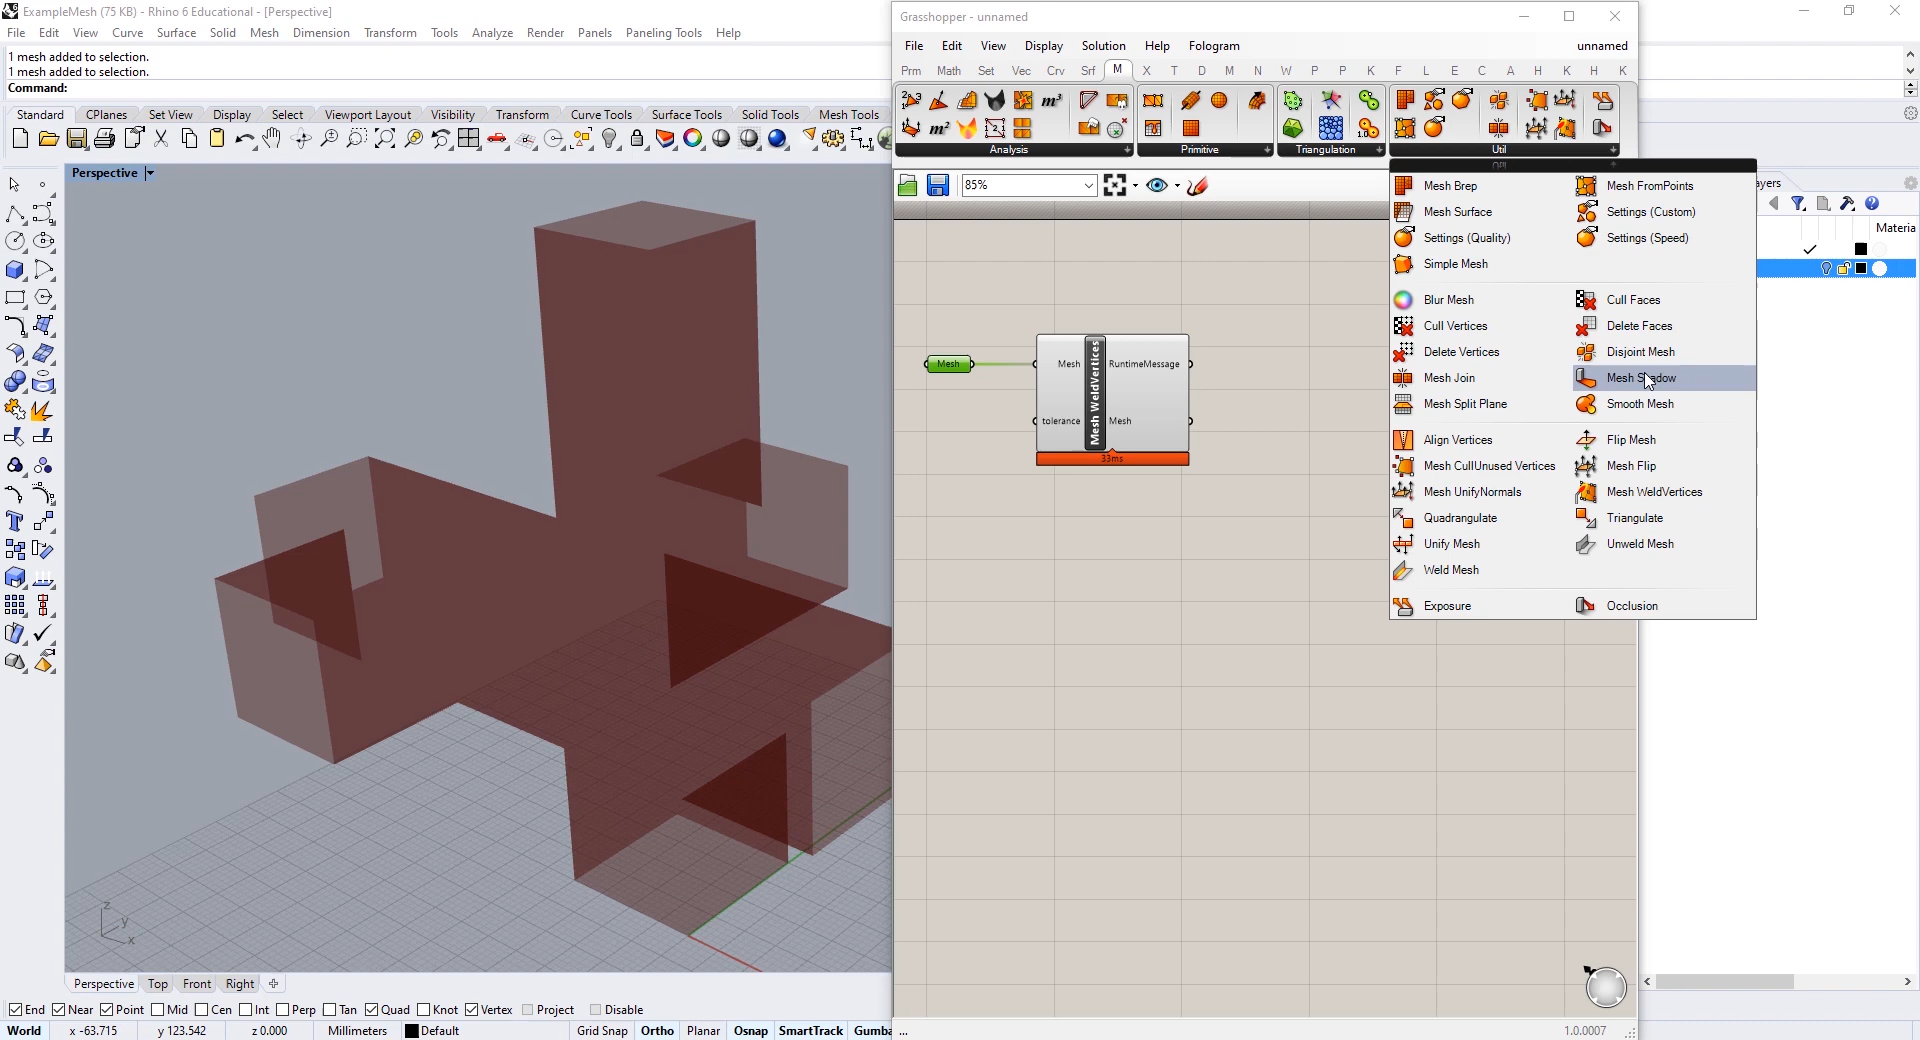 ExampleMesh (75 KB) - Rhino 6 Educational - [Perspective]
File Edit View Curve Surface Solid Mesh Dimension Transform Tools Analyze Render Panels Paneling Tools Help
1 mesh added to selection.
1 mesh added to selection.
Command:
Standard CPlanes Set View Display Select Viewport Layout Visibility Transform Curve Tools Surface Tools Solid Tools Mesh Tools
Perspective
z
y
x
Perspective Top Front Right
End Near Point Mid Cen Int Perp Tan Quad Knot Vertex Project Disable
World x -63.715 y 123.542 z 0.000 Millimeters Default Grid Snap Ortho Planar Osnap SmartTrack Gumba
Grasshopper - unnamed
File Edit View Display Solution Help Fologram unnamed
Prm Math Set Vec Crv Srf M X T D M N W P P K F L E C A H K H K
Analysis Primitive Triangulation Util
85%
Mesh
Mesh RuntimeMessage
Mesh WeldVertices
tolerance Mesh
33ms
Mesh Brep Mesh FromPoints
Mesh Surface Settings (Custom)
Settings (Quality) Settings (Speed)
Simple Mesh
Blur Mesh Cull Faces
Cull Vertices Delete Faces
Delete Vertices Disjoint Mesh
Mesh Join Mesh Shadow
Mesh Split Plane Smooth Mesh
Align Vertices Flip Mesh
Mesh CullUnused Vertices Mesh Flip
Mesh UnifyNormals Mesh WeldVertices
Quadrangulate Triangulate
Unify Mesh Unweld Mesh
Weld Mesh
Exposure Occlusion
ayers
Materia
... 1.0.0007